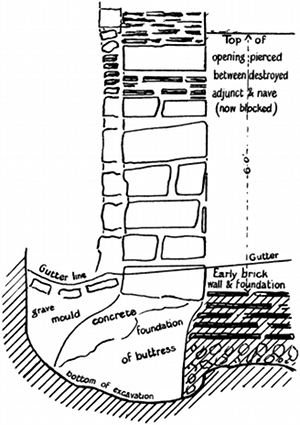 Top of
opening pierced
between destroyed
adjunct & nave
(now blocked)
6'0"
Gutter
Gutter line
Early brick
wall & foundation
grave
mould
concrete
foundation
of buttress
bottom of excavation